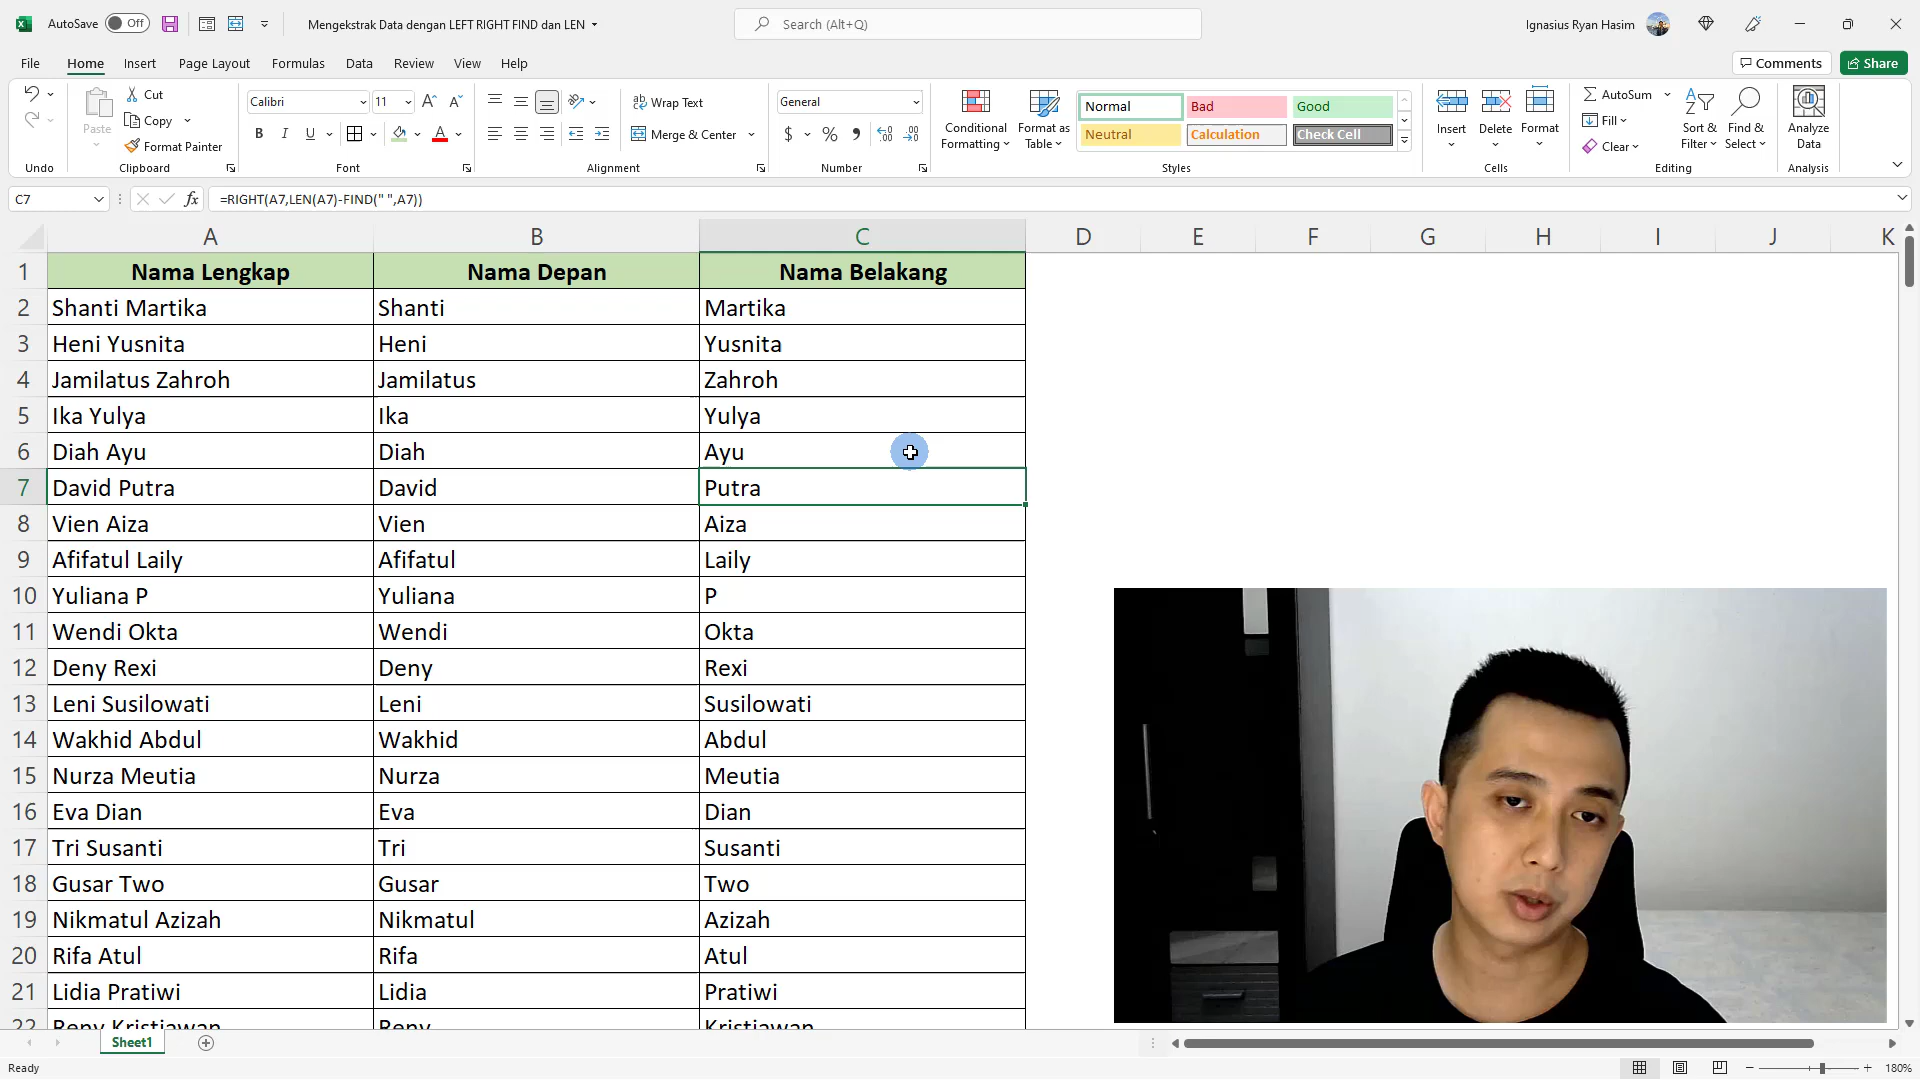 AutoSave Off Mengekstrak Data dengan LEFT RIGHT FIND dan LEN Search (Alt+Q) Ignasius Ryan Hasim
File Home Insert Page Layout Formulas Data Review View Help Comments Share
Undo
Paste
Cut
Copy
Format Painter
Clipboard
Calibri 11
B I U
Font
Wrap Text
Merge & Center
Alignment
General
$ % ,
Number
Conditional Formatting
Format as Table
Normal Bad Good
Neutral Calculation Check Cell
Styles
Insert Delete Format
Cells
AutoSum
Fill
Clear
Sort & Filter
Find & Select
Editing
Analyze Data
Analysis
C7 fx =RIGHT(A7,LEN(A7)-FIND(" ",A7))
A B C D E F G H I J K
1 Nama Lengkap Nama Depan Nama Belakang
2 Shanti Martika Shanti Martika
3 Heni Yusnita Heni Yusnita
4 Jamilatus Zahroh Jamilatus Zahroh
5 Ika Yulya Ika Yulya
6 Diah Ayu Diah Ayu
7 David Putra David Putra
8 Vien Aiza Vien Aiza
9 Afifatul Laily Afifatul Laily
10 Yuliana P Yuliana P
11 Wendi Okta Wendi Okta
12 Deny Rexi Deny Rexi
13 Leni Susilowati Leni Susilowati
14 Wakhid Abdul Wakhid Abdul
15 Nurza Meutia Nurza Meutia
16 Eva Dian Eva Dian
17 Tri Susanti Tri Susanti
18 Gusar Two Gusar Two
19 Nikmatul Azizah Nikmatul Azizah
20 Rifa Atul Rifa Atul
21 Lidia Pratiwi Lidia Pratiwi
22 Reny Kristiawan Reny Kristiawan
Sheet1
Ready 180%